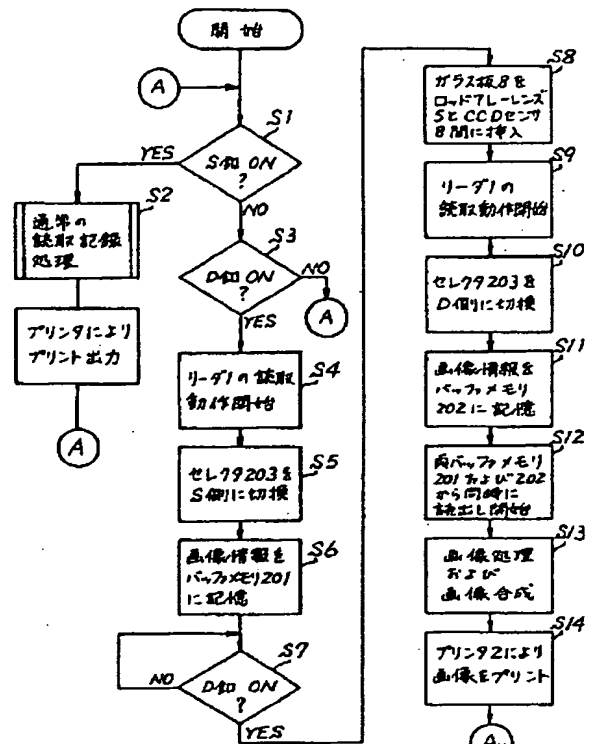 開始
A
S1
S釦 ON
?
YES
NO
S2
通常の
読取記録
処理
プリンタにより
プリント出力
A
S3
D釦 ON
?
NO
A
YES
リーダ1の読取
動作開始
S4
セレクタ203を
S側に切換
S5
画像情報を
バッファメモリ201
に記憶
S6
S7
D釦 ON
?
NO
YES
S8
ガラス板8を
ロッドアレーレンズ
5とCCDセンサ
間に挿入
S9
リーダ1の
読取動作開始
S10
セレクタ203を
D側に切換
S11
画像情報を
バッファメモリ
202に記憶
S12
両バッファメモリ
201および202
から同時に
読出し開始
S13
画像処理
および
画像合成
S14
プリンタ2により
画像をプリント
A